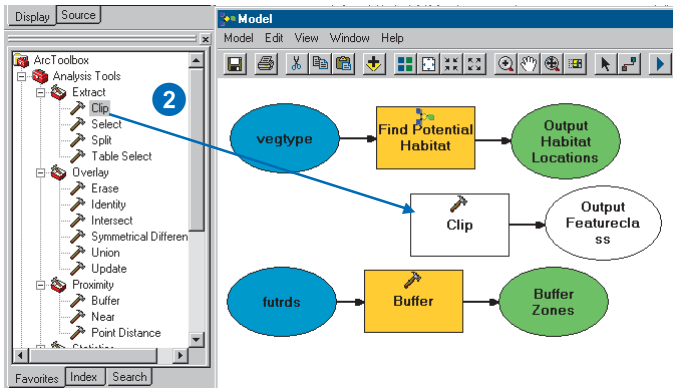 Display Source
ArcToolbox
Analysis Tools
Extract
Clip
Select
Split
Table Select
Overlay
Erase
Identity
Intersect
Symmetrical Differen
Union
Update
Proximity
Buffer
Near
Point Distance
Statistics
Favorites Index Search
2
Model
Model Edit View Window Help
vegtype
Find Potential
Habitat
Output
Habitat
Locations
Clip
Output
Featurecla
ss
futrds
Buffer
Buffer
Zones